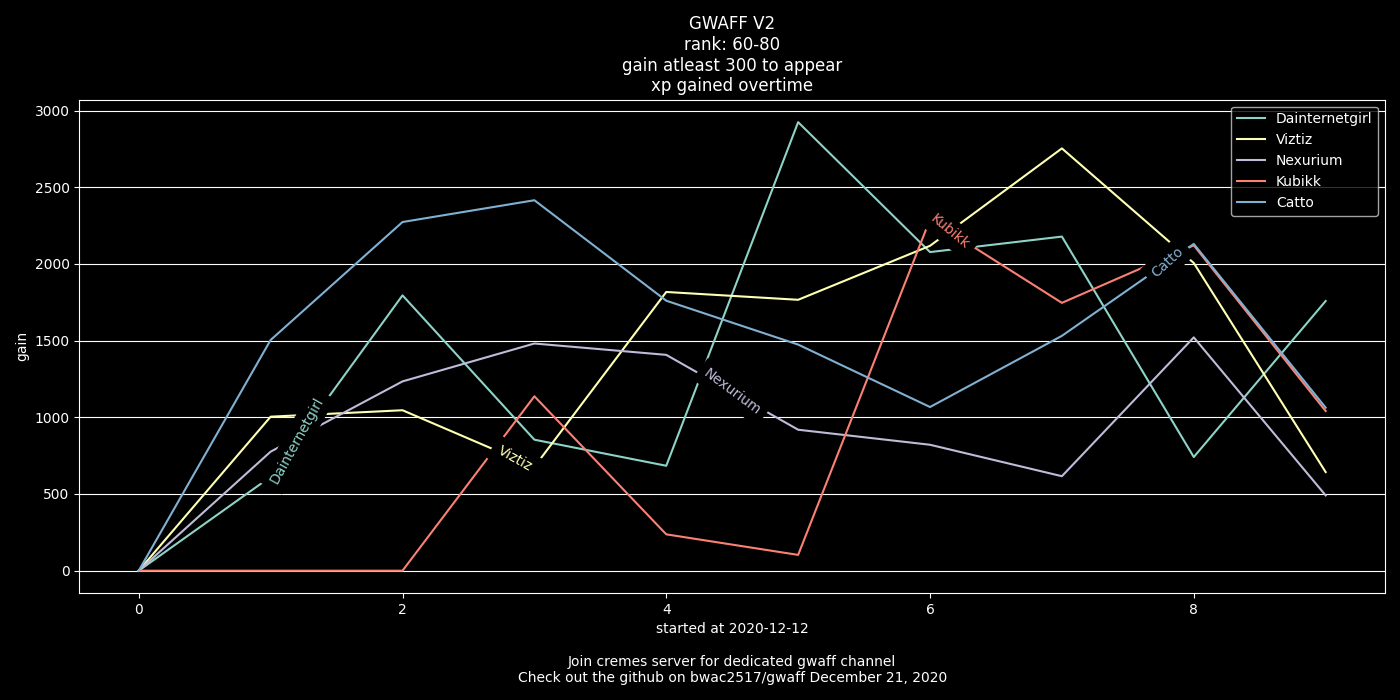 GWAFF V2
rank: 60-80
gain atleast 300 to appear
xp gained overtime
3000
2500
2000
1500
1000
500
0
gain
Dainternetgirl
Viztiz
Nexurium
Kubikk
Catto
Dainternetgirl
Viztiz
Nexurium
Kubikk
Catto
0 2 4 6 8
started at 2020-12-12
Join cremes server for dedicated gwaff channel
Check out the github on bwac2517/gwaff December 21, 2020